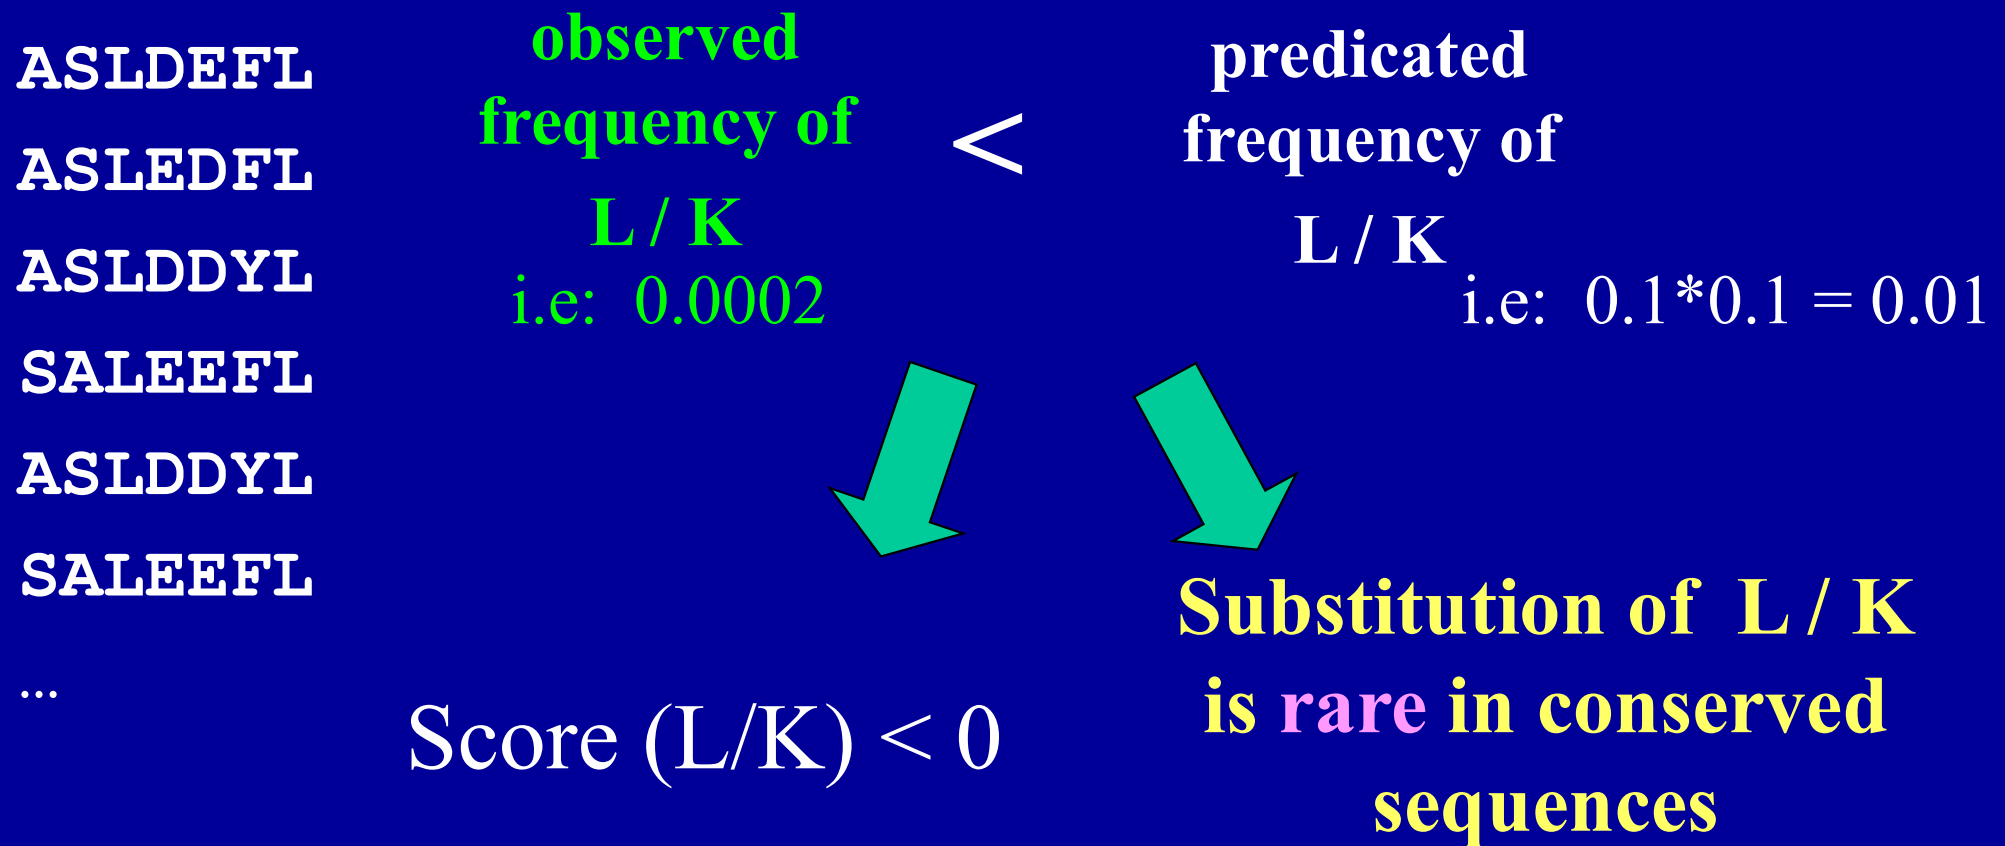 ASLDEFL
ASLEDFL
ASLDDYL
SALEEFL
ASLDDYL
SALEEFL
...
observed
frequency of
L / K
i.e: 0.0002
<
predicated
frequency of
L / K
i.e: 0.1*0.1 = 0.01
Score (L/K) < 0
Substitution of L / K
is rare in conserved
sequences